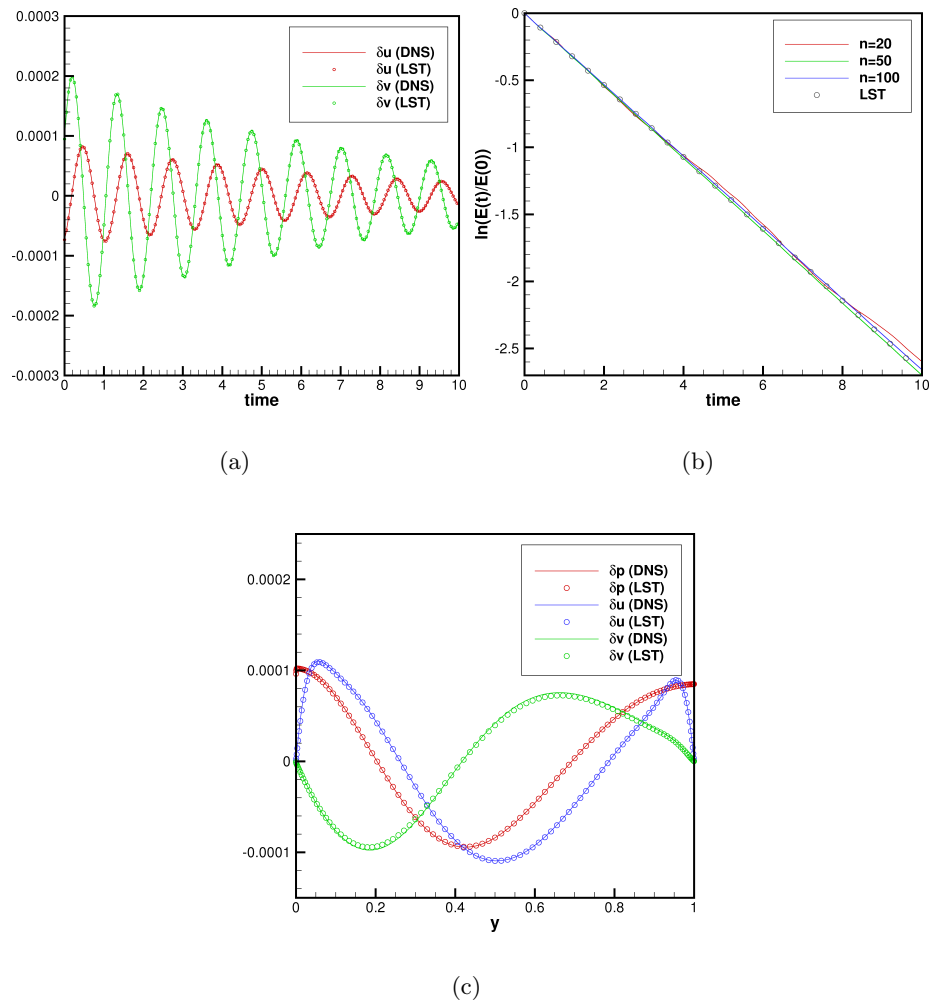 0.0003
0.0002
0.0001
0
-0.0001
-0.0002
-0.0003
0 1 2 3 4 5 6 7 8 9 10
time
δu (DNS)
δu (LST)
δv (DNS)
δv (LST)
(a)
0
-0.5
-1
-1.5
-2
-2.5
ln(E(t)/E(0))
0 2 4 6 8 10
time
n=20
n=50
n=100
LST
(b)
0.0002
0.0001
0
-0.0001
0 0.2 0.4 0.6 0.8 1
y
δp (DNS)
δp (LST)
δu (DNS)
δu (LST)
δv (DNS)
δv (LST)
(c)